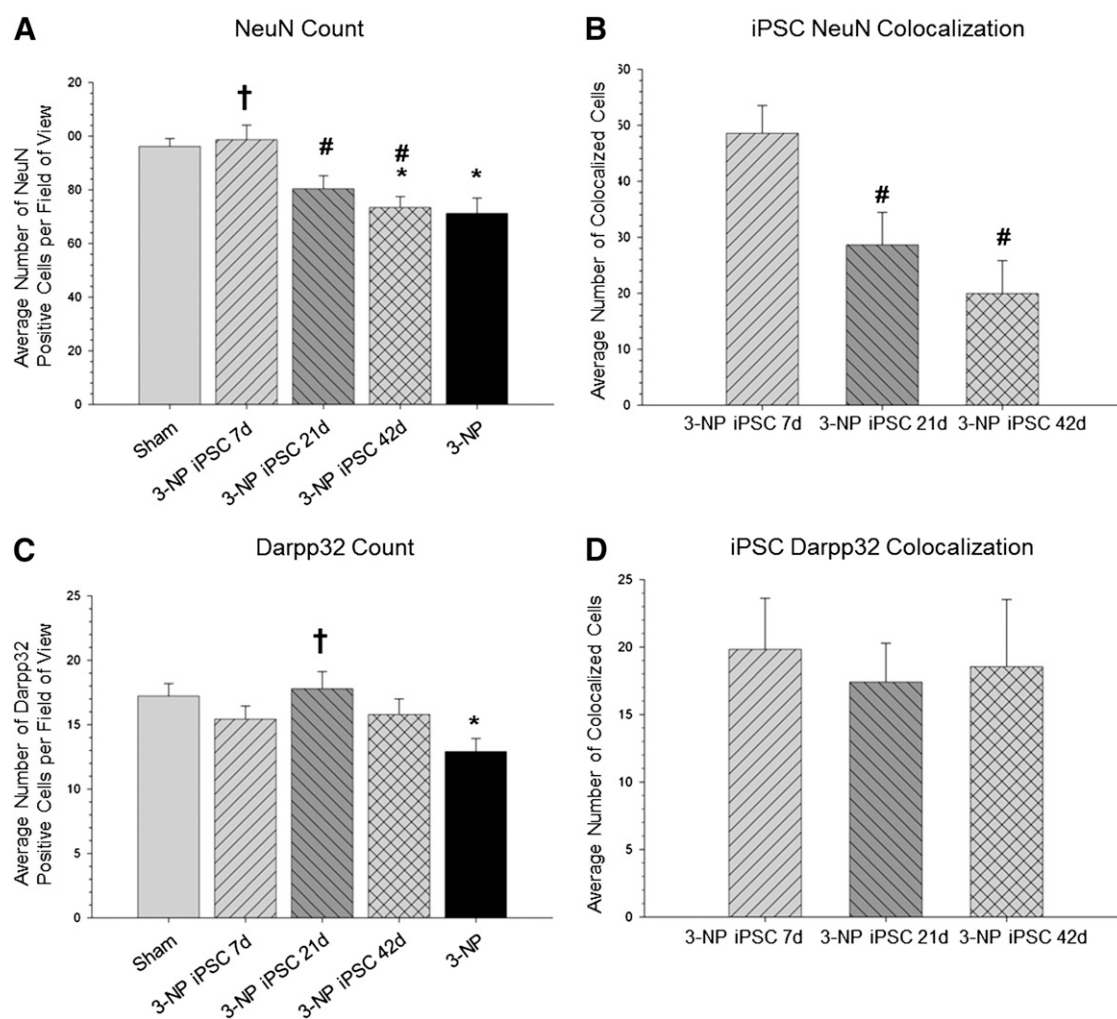 A
NeuN Count
Average Number of NeuN
Positive Cells per Field of View
20
00
80
60
40
20
0
†
#
#
*
*
Sham
3-NP iPSC 7d
3-NP iPSC 21d
3-NP iPSC 42d
3-NP
B
iPSC NeuN Colocalization
Average Number of Colocalized Cells
60
50
40
30
20
10
0
#
#
3-NP iPSC 7d
3-NP iPSC 21d
3-NP iPSC 42d
C
Darpp32 Count
Average Number of Darpp32
Positive Cells per Field of View
25
20
15
10
5
0
†
*
Sham
3-NP iPSC 7d
3-NP iPSC 21d
3-NP iPSC 42d
3-NP
D
iPSC Darpp32 Colocalization
Average Number of Colocalized Cells
25
20
15
10
5
0
3-NP iPSC 7d
3-NP iPSC 21d
3-NP iPSC 42d